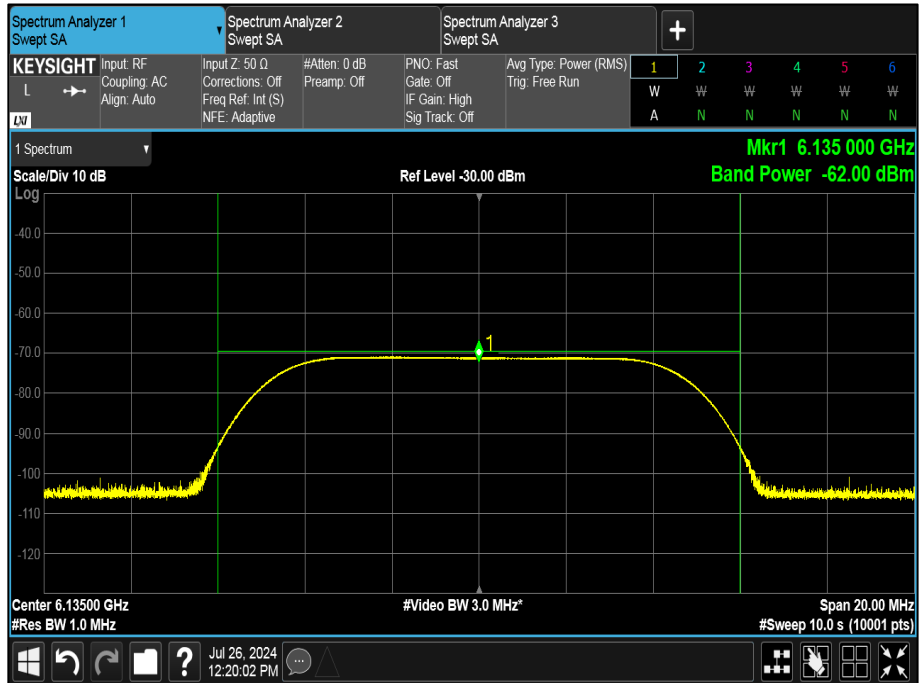 Spectrum Analyzer 1
Swept SA
Spectrum Analyzer 2
Swept SA
Spectrum Analyzer 3
Swept SA
+
KEYSIGHT
L
LXI
Input: RF
Coupling: AC
Align: Auto
Input Z: 50 Ω
Corrections: Off
Freq Ref: Int (S)
NFE: Adaptive
#Atten: 0 dB
Preamp: Off
PNO: Fast
Gate: Off
IF Gain: High
Sig Track: Off
Avg Type: Power (RMS)
Trig: Free Run
1 2 3 4 5 6
W W W W W W
A N N N N N
1 Spectrum
Mkr1 6.135 000 GHz
Scale/Div 10 dB
Ref Level -30.00 dBm
Band Power -62.00 dBm
Log
-40.0
-50.0
-60.0
1
-70.0
-80.0
-90.0
-100
-110
-120
Center 6.13500 GHz
#Video BW 3.0 MHz*
Span 20.00 MHz
#Res BW 1.0 MHz
#Sweep 10.0 s (10001 pts)
?
Jul 26, 2024
12:20:02 PM